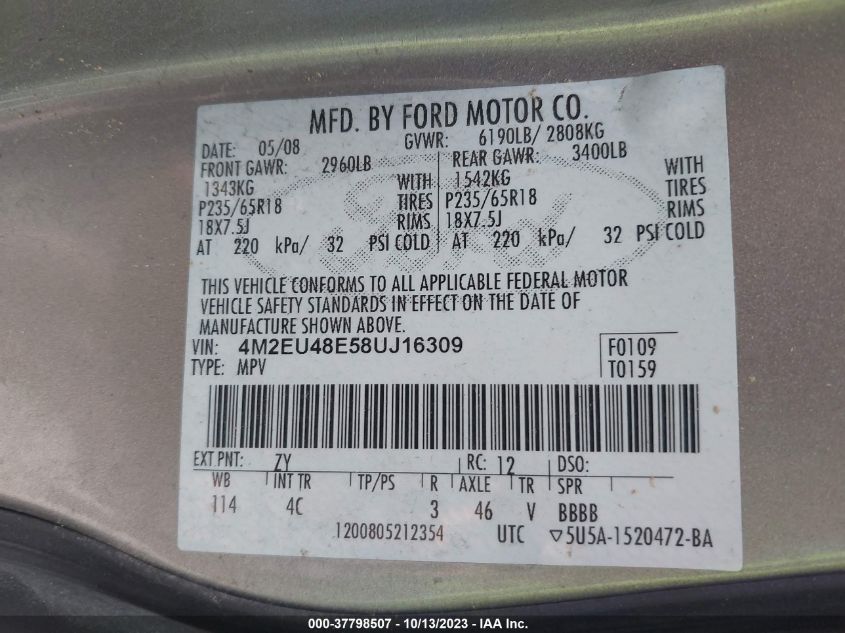 MFD. BY FORD MOTOR CO.
DATE: 05/08 GVWR: 6190LB/ 2808KG
FRONT GAWR: 2960LB REAR GAWR: 3400LB
1343KG WITH 1542KG WITH
P235/65R18 TIRES P235/65R18 TIRES
18X7.5J RIMS 18X7.5J RIMS
AT 220 kPa/ 32 PSI COLD AT 220 kPa/ 32 PSI COLD
THIS VEHICLE CONFORMS TO ALL APPLICABLE FEDERAL MOTOR
VEHICLE SAFETY STANDARDS IN EFFECT ON THE DATE OF
MANUFACTURE SHOWN ABOVE.
VIN: 4M2EU48E58UJ16309 F0109
TYPE: MPV T0159
EXT PNT: ZY RC: 12 DSO:
WB INT TR TP/PS R AXLE TR SPR
114 4C 3 46 V BBBB
1200805212354 UTC ▽5U5A-1520472-BA
000-37798507 - 10/13/2023 - IAAI.com